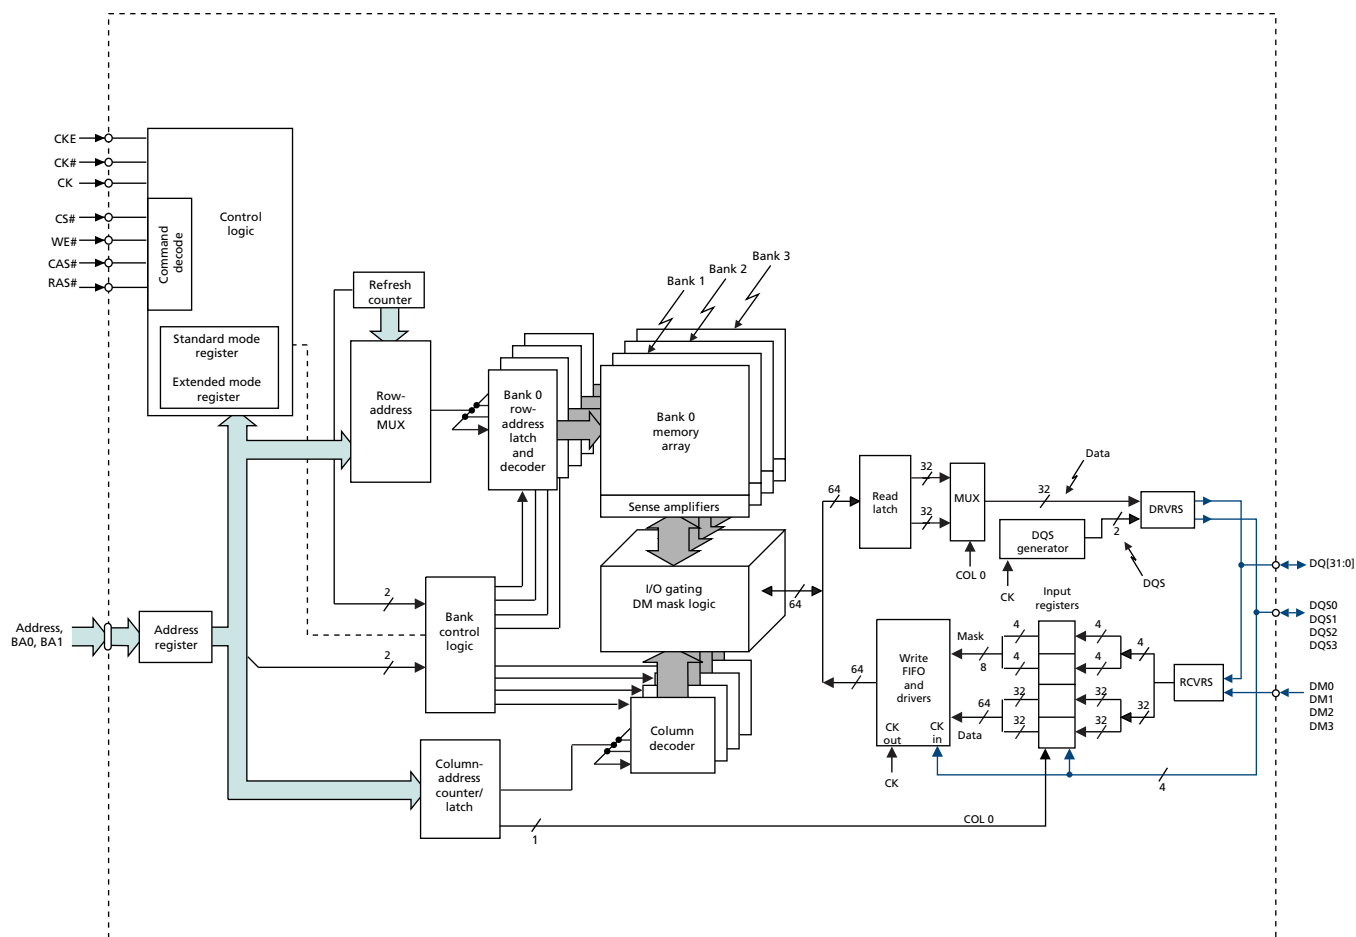 CKE
CK#
CK
CS#
WE#
CAS#
RAS#
Command
decode
Control
logic
Standard mode
register
Extended mode
register
Refresh
counter
Row-
address
MUX
Bank 0
row-
address
latch
and
decoder
Bank 1
Bank 2
Bank 3
Bank 0
memory
array
Sense amplifiers
I/O gating
DM mask logic
64
64
Read
latch
32
32
MUX
COL 0
32
Data
DQS
generator
CK
2
DQS
DRVRS
DQ[31:0]
DQS0
DQS1
DQS2
DQS3
DM0
DM1
DM2
DM3
RCVRS
Input
registers
4
4
4
4
4
32
32
32
32
32
Mask
8
64
Data
Write
FIFO
and
drivers
CK
out
CK
in
CK
64
4
Address,
BA0, BA1
Address
register
2
2
Bank
control
logic
Column
decoder
Column-
address
counter/
latch
1
COL 0